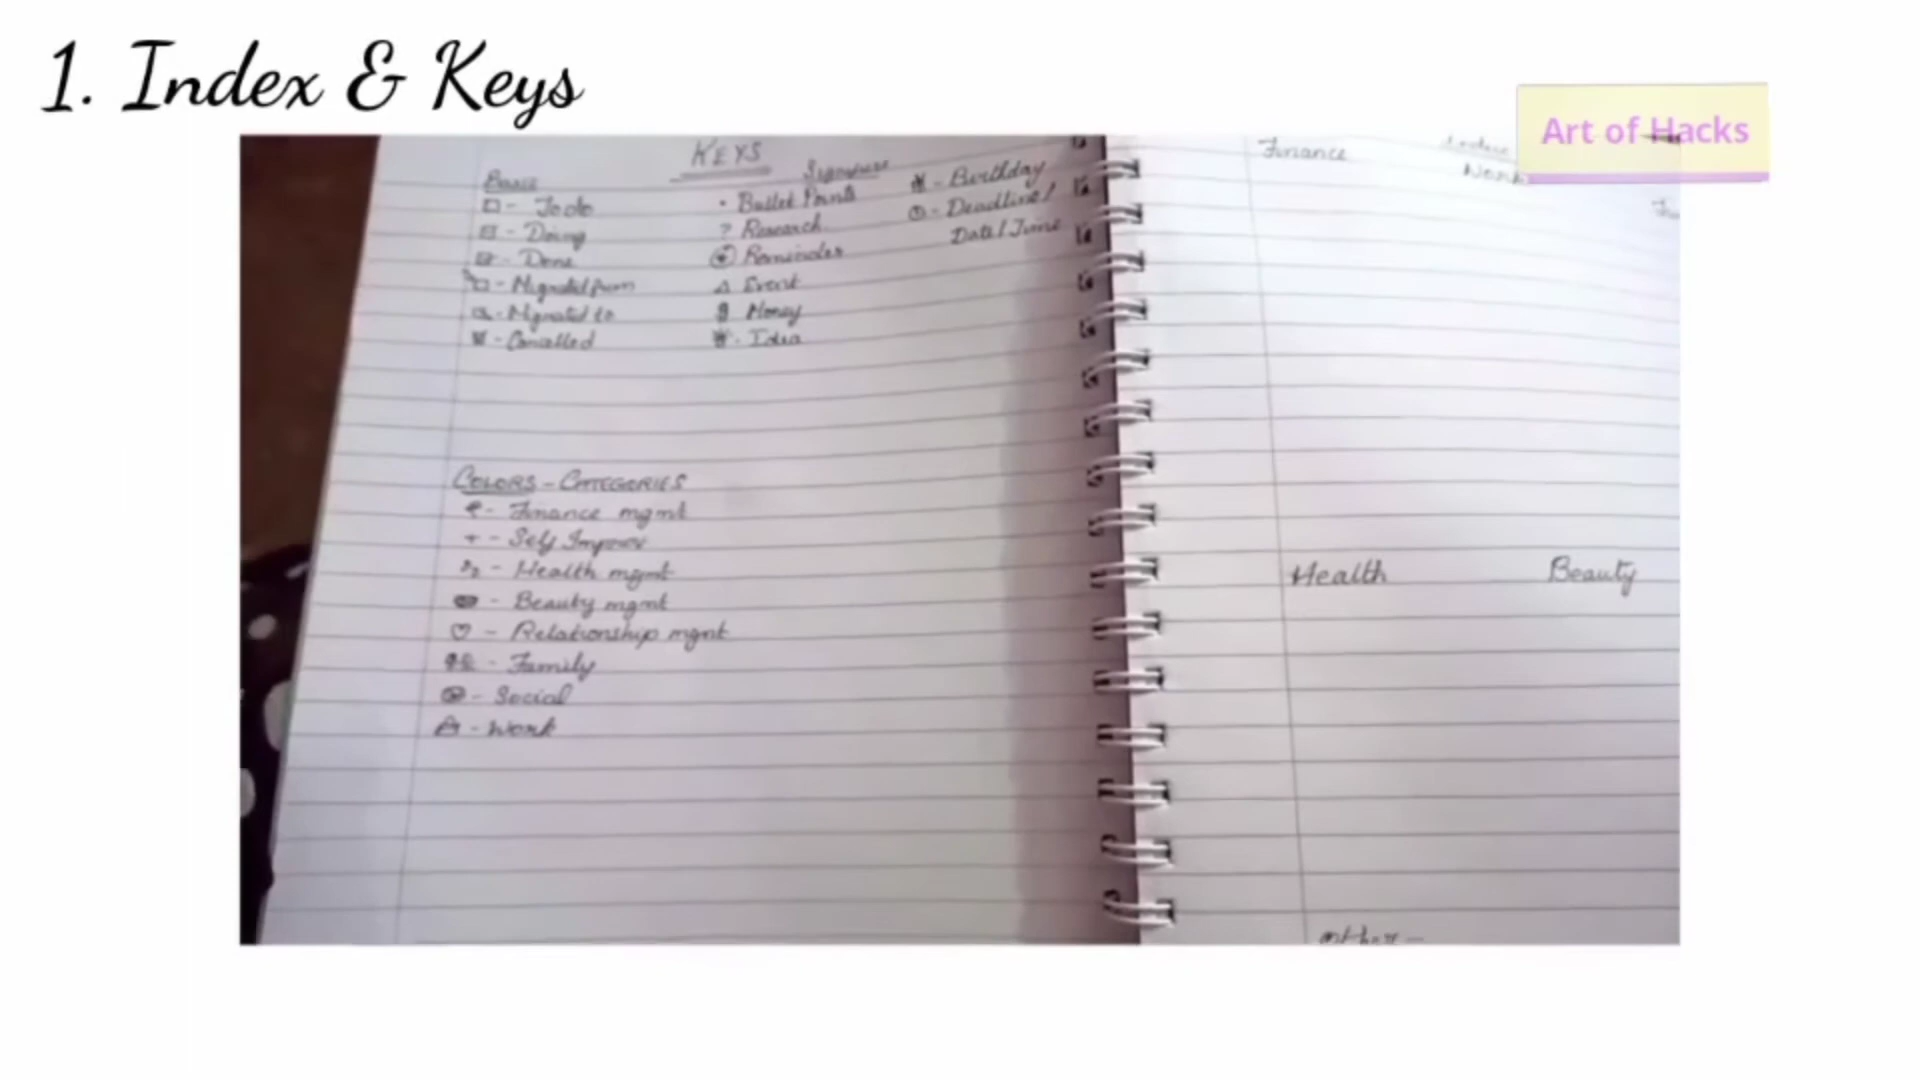 1. Index & Keys
Art of Hacks
KEYS
Basic
□ - To do
- Doing
- Done
- Migrated from
- Migrated to
- Cancelled
Signifiers
• Bullet Points
? Research
Reminder
△ Event
Money
- Idea
- Birthday
- Deadline/
Date/Time
COLORS - CATEGORIES
- Finance mgmt
+ - Self Improv
- Health mgmt
- Beauty mgmt
♡ - Relationship mgmt
- Family
- Social
- Work
Finance
Work
Health
Beauty
other -